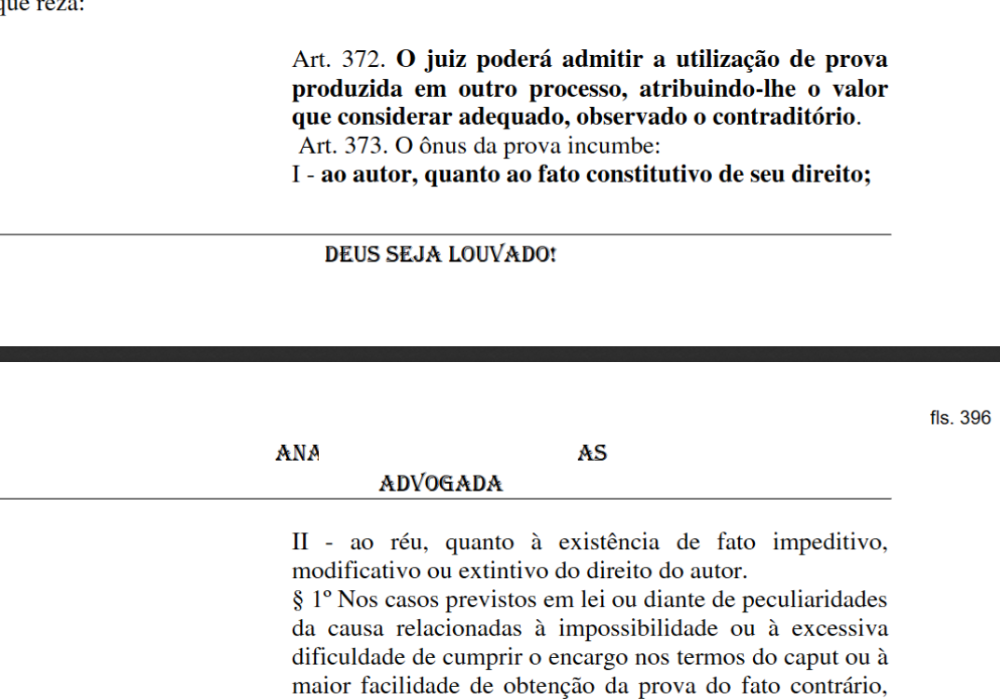 que reza:
Art. 372. O juiz poderá admitir a utilização de prova
produzida em outro processo, atribuindo-lhe o valor
que considerar adequado, observado o contraditório.
Art. 373. O ônus da prova incumbe:
I - ao autor, quanto ao fato constitutivo de seu direito;
DEUS SEJA LOUVADO!
fls. 396
ANA AS
ADVOGADA
II - ao réu, quanto à existência de fato impeditivo,
modificativo ou extintivo do direito do autor.
§ 1º Nos casos previstos em lei ou diante de peculiaridades
da causa relacionadas à impossibilidade ou à excessiva
dificuldade de cumprir o encargo nos termos do caput ou à
maior facilidade de obtenção da prova do fato contrário,